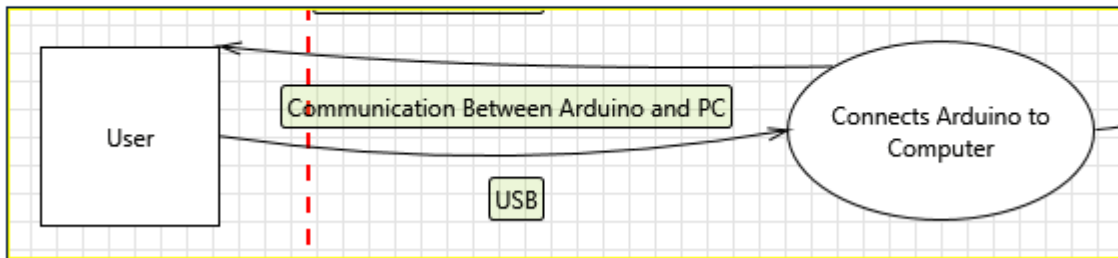 Communication Between Arduino and PC
User
Connects Arduino to
Computer
USB